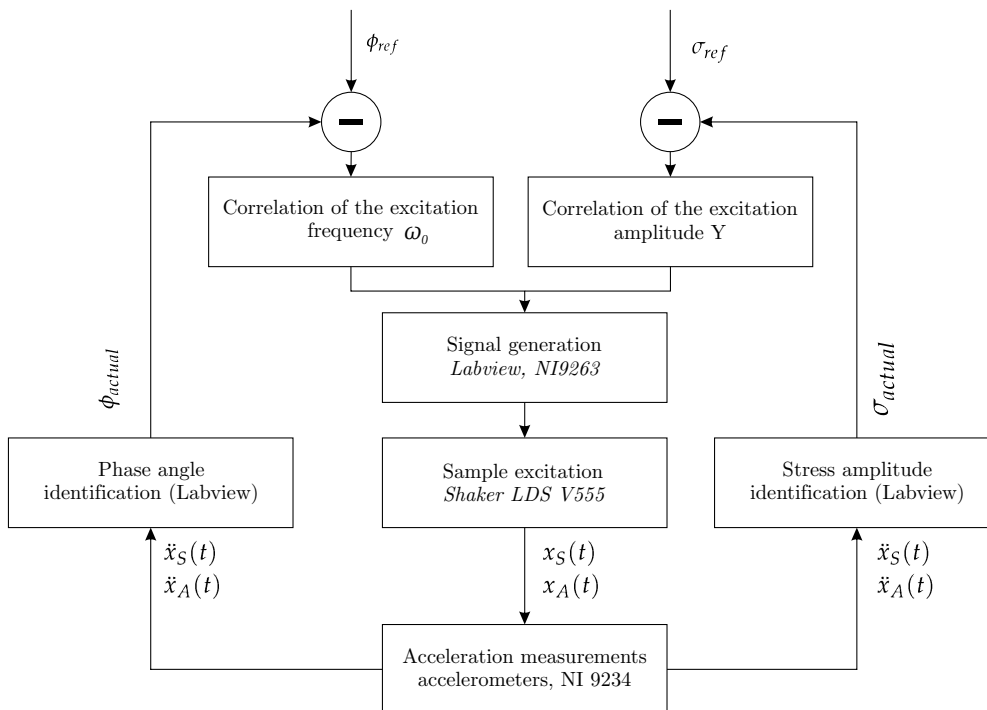 ϕref
σref
Correlation of the excitation
frequency ω0
Correlation of the excitation
amplitude Y
Signal generation
Labview, NI9263
ϕactual
σactual
Phase angle
identification (Labview)
Sample excitation
Shaker LDS V555
Stress amplitude
identification (Labview)
ẍS(t)
ẍA(t)
xS(t)
xA(t)
ẍS(t)
ẍA(t)
Acceleration measurements
accelerometers, NI 9234